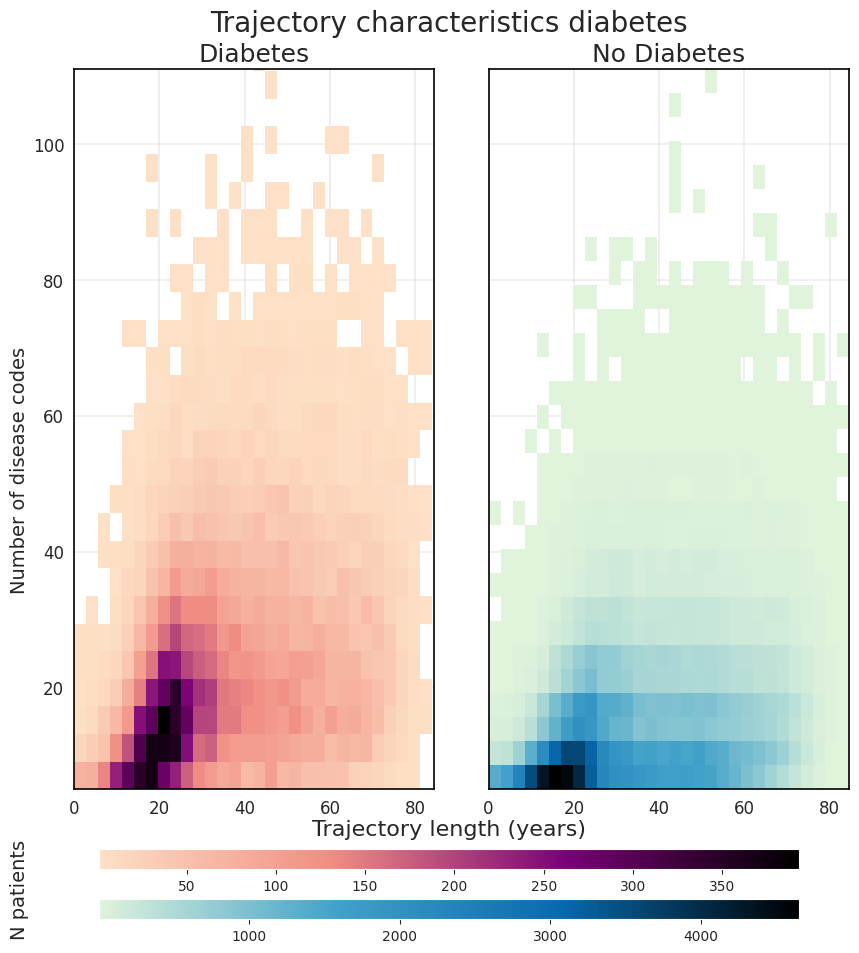 Trajectory characteristics diabetes
Diabetes
No Diabetes
Number of disease codes
100
80
60
40
20
0 20 40 60 80
0 20 40 60 80
Trajectory length (years)
N patients
50 100 150 200 250 300 350
1000 2000 3000 4000